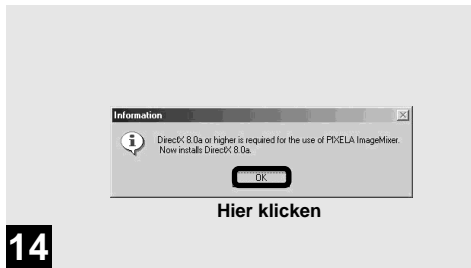 Information
DirectX 8.0a or higher is required for the use of PIXELA ImageMixer.
Now installs DirectX 8.0a.
OK
Hier klicken
14